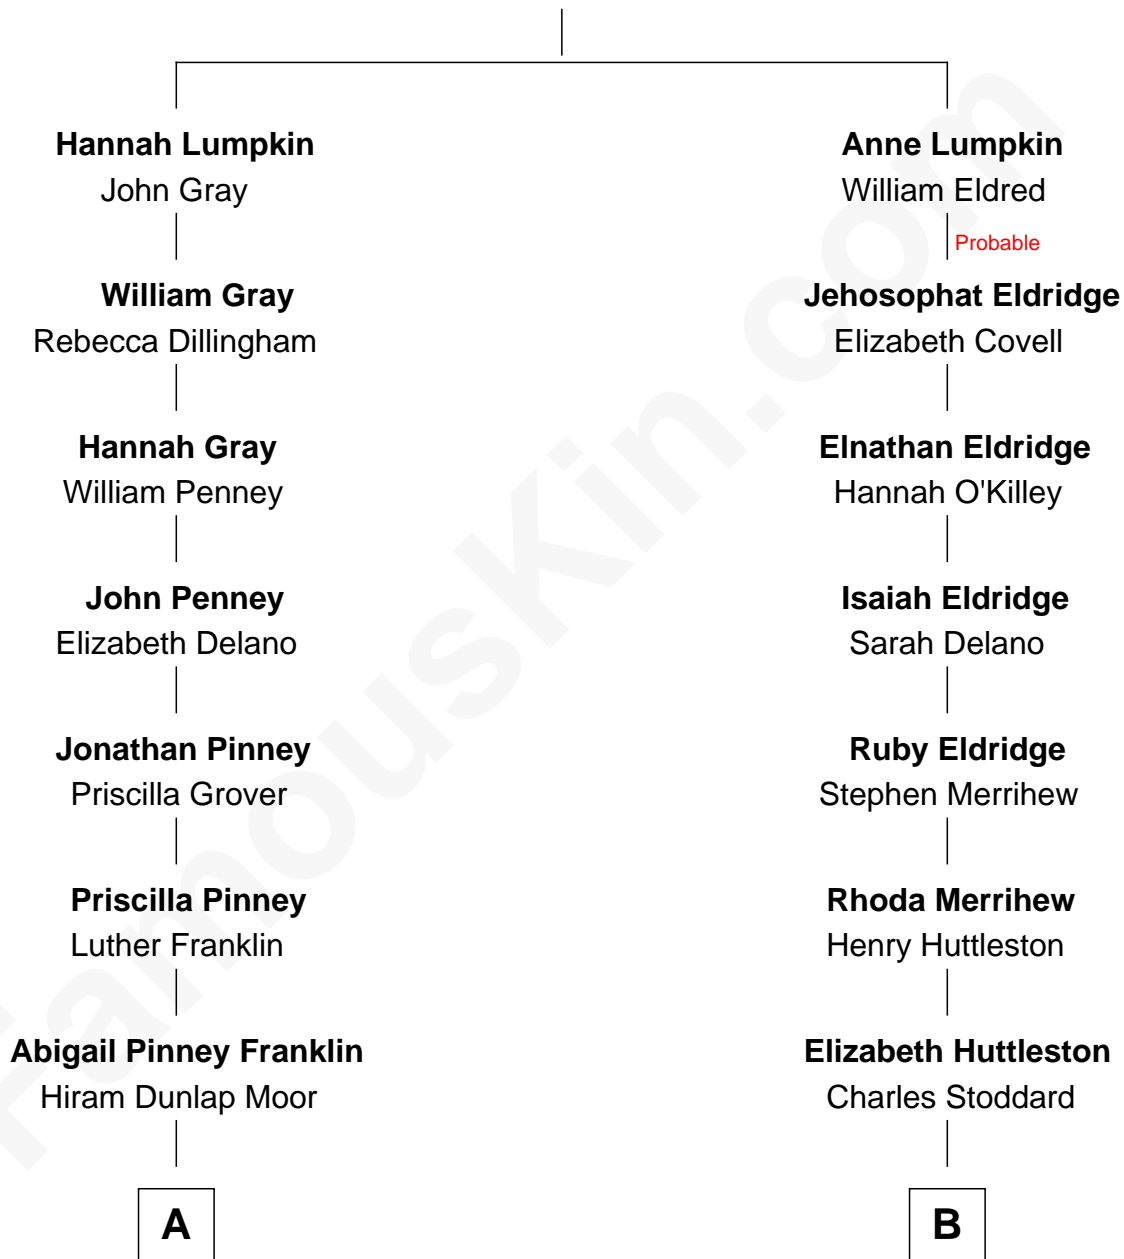 Hannah Lumpkin
John Gray
William Gray
Rebecca Dillingham
Hannah Gray
William Penney
John Penney
Elizabeth Delano
Jonathan Pinney
Priscilla Grover
Priscilla Pinney
Luther Franklin
Abigail Pinney Franklin
Hiram Dunlap Moor
A
Anne Lumpkin
William Eldred
Probable
Jehosophat Eldridge
Elizabeth Covell
Elnathan Eldridge
Hannah O'Killey
Isaiah Eldridge
Sarah Delano
Ruby Eldridge
Stephen Merrihew
Rhoda Merrihew
Henry Huttleston
Elizabeth Huttleston
Charles Stoddard
B
FamousKin.com